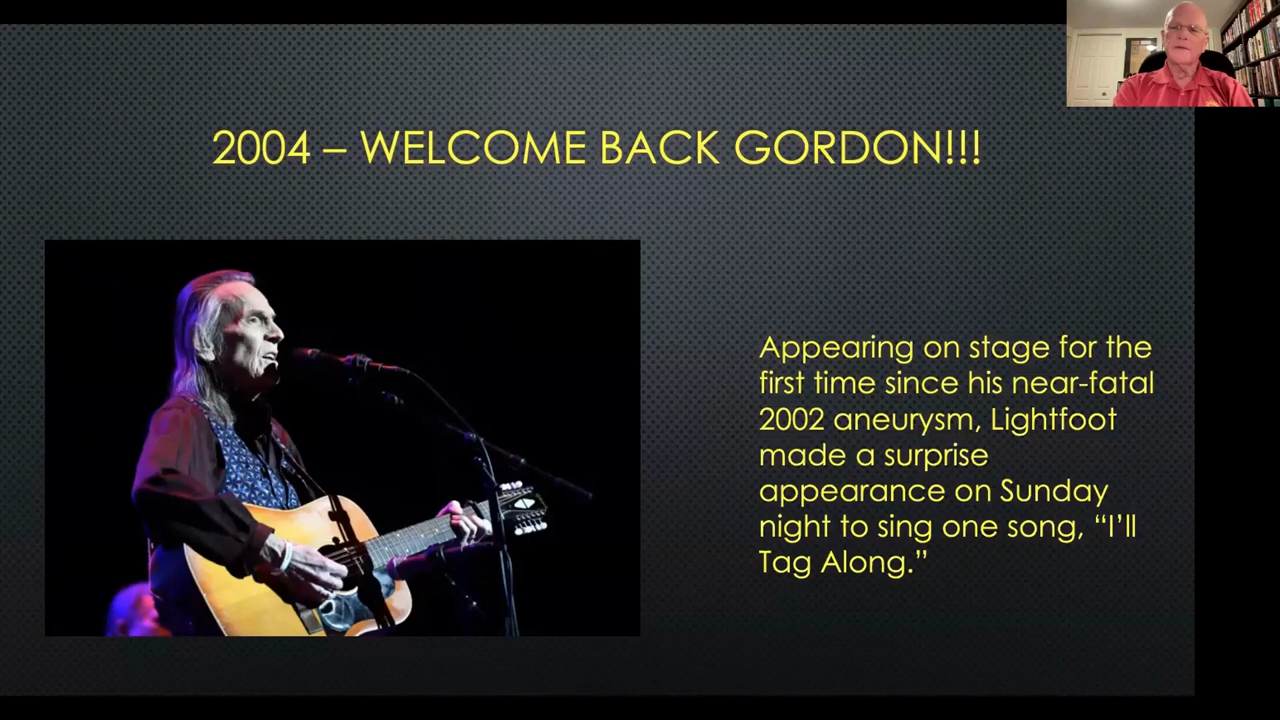 2004 – WELCOME BACK GORDON!!!
Appearing on stage for the
first time since his near-fatal
2002 aneurysm, Lightfoot
made a surprise
appearance on Sunday
night to sing one song, “I’ll
Tag Along.”